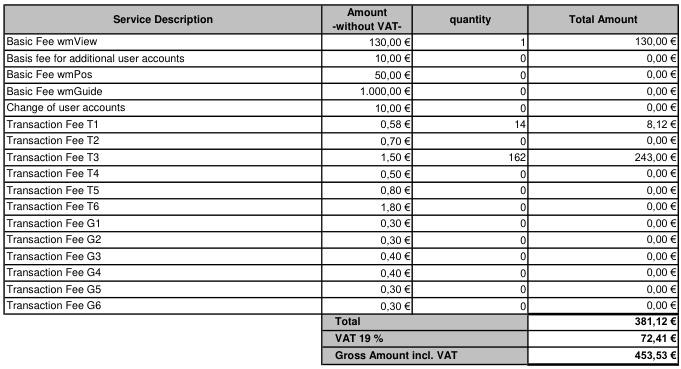 Service Description Amount -without VAT- quantity Total Amount
Basic Fee wmView 130,00 € 1 130,00 €
Basis fee for additional user accounts 10,00 € 0 0,00 €
Basic Fee wmPos 50,00 € 0 0,00 €
Basic Fee wmGuide 1.000,00 € 0 0,00 €
Change of user accounts 10,00 € 0 0,00 €
Transaction Fee T1 0,58 € 14 8,12 €
Transaction Fee T2 0,70 € 0 0,00 €
Transaction Fee T3 1,50 € 162 243,00 €
Transaction Fee T4 0,50 € 0 0,00 €
Transaction Fee T5 0,80 € 0 0,00 €
Transaction Fee T6 1,80 € 0 0,00 €
Transaction Fee G1 0,30 € 0 0,00 €
Transaction Fee G2 0,30 € 0 0,00 €
Transaction Fee G3 0,40 € 0 0,00 €
Transaction Fee G4 0,40 € 0 0,00 €
Transaction Fee G5 0,30 € 0 0,00 €
Transaction Fee G6 0,30 € 0 0,00 €
Total 381,12 €
VAT 19 % 72,41 €
Gross Amount incl. VAT 453,53 €